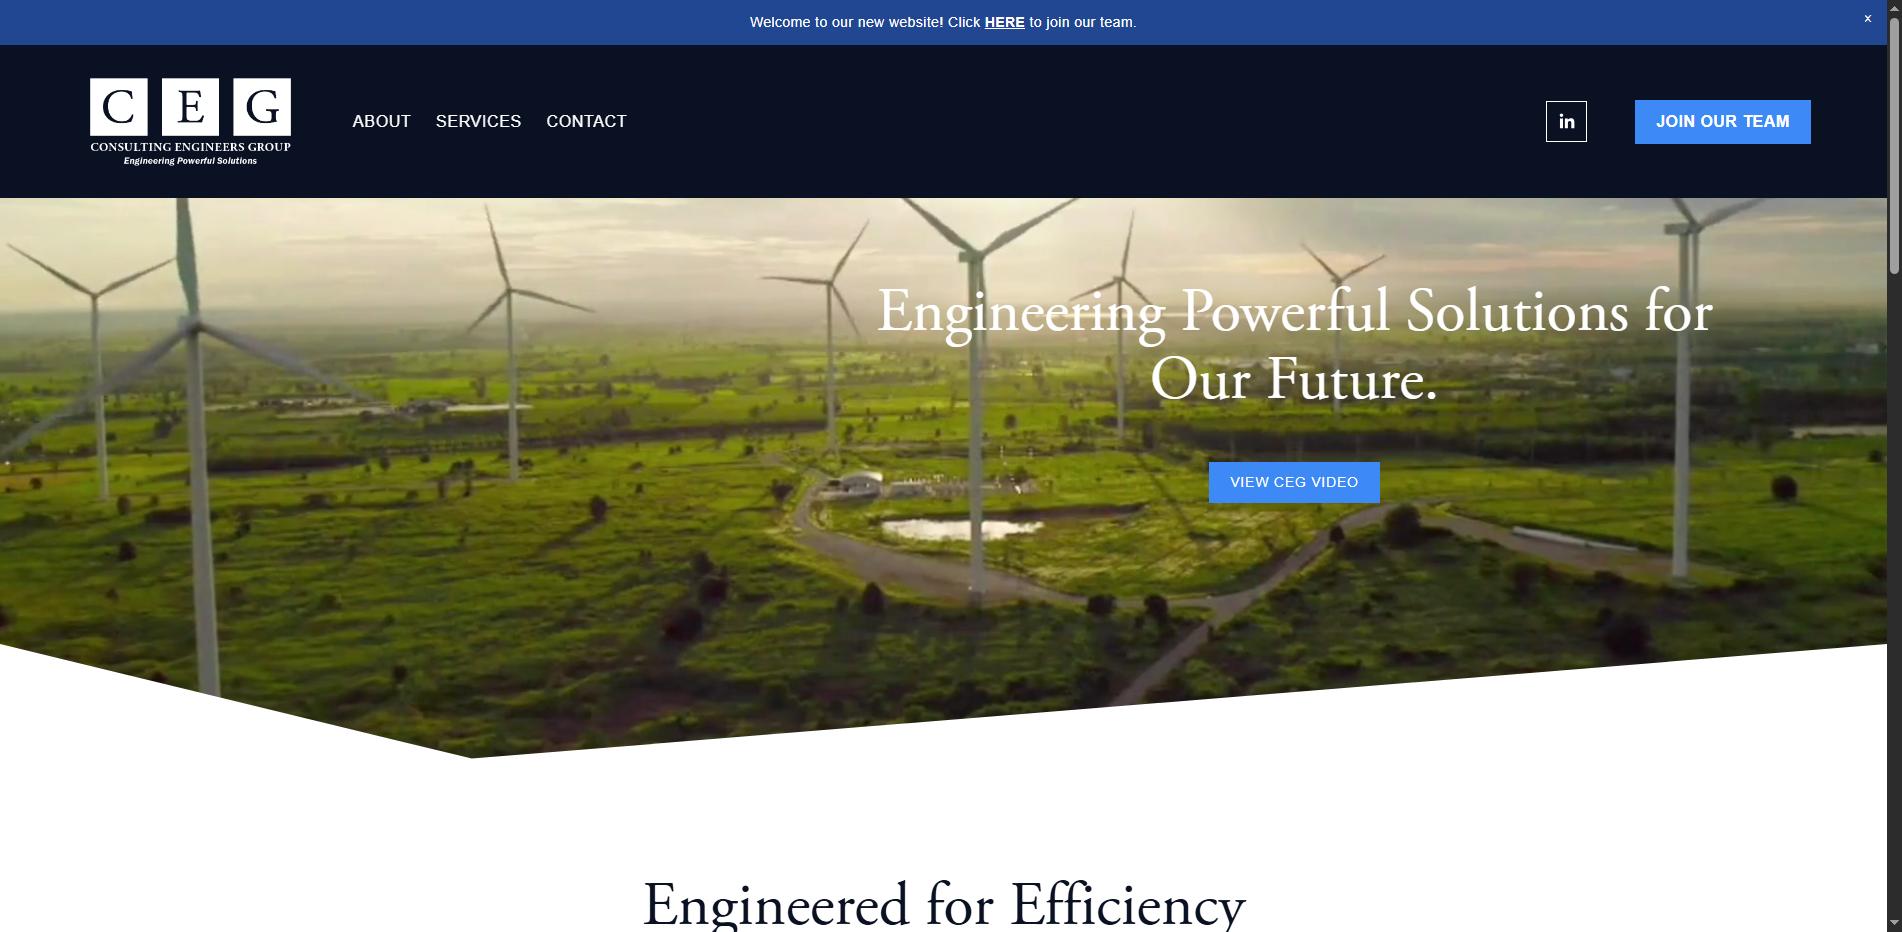 Welcome to our new website! Click HERE to join our team.
x
C E G
CONSULTING ENGINEERS GROUP
Engineering Powerful Solutions
ABOUT SERVICES CONTACT
in
JOIN OUR TEAM
Engineering Powerful Solutions for
Our Future.
VIEW CEG VIDEO
Engineered for Efficiency